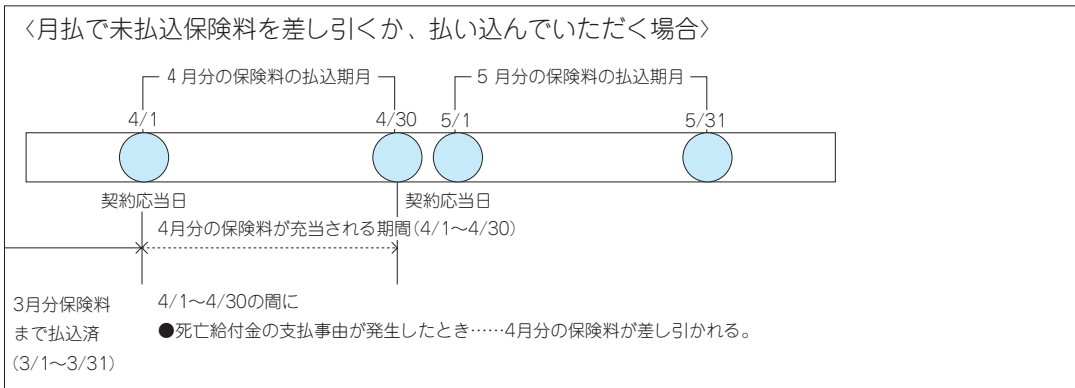 〈月払で未払込保険料を差し引くか、払い込んでいただく場合〉
4月分の保険料の払込期月 5月分の保険料の払込期月
4/1 4/30 5/1 5/31
契約応当日 契約応当日
4月分の保険料が充当される期間(4/1～4/30)
3月分保険料 4/1～4/30の間に
まで払込済 ●死亡給付金の支払事由が発生したとき……4月分の保険料が差し引かれる。
(3/1～3/31)